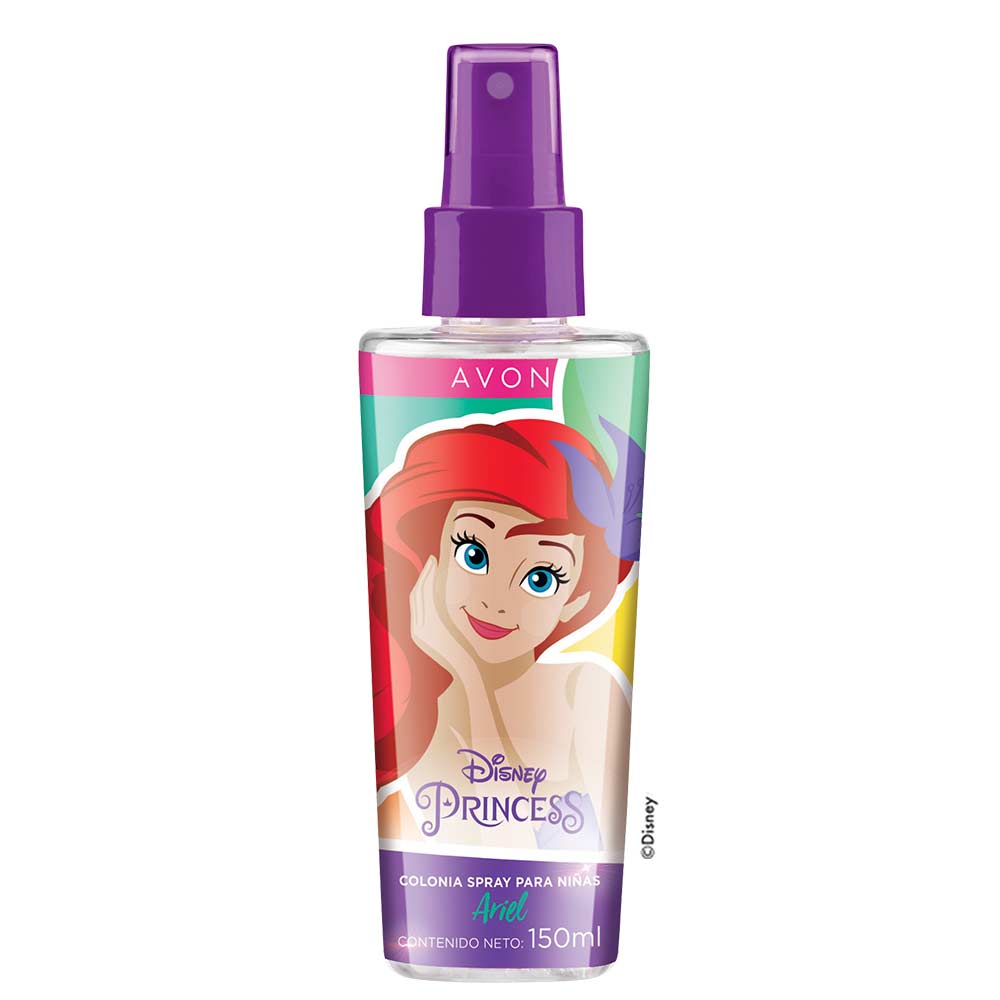 AVON
Disney
PRINCESS
COLONIA SPRAY PARA NIÑAS
Ariel
CONTENIDO NETO: 150ml
©Disney